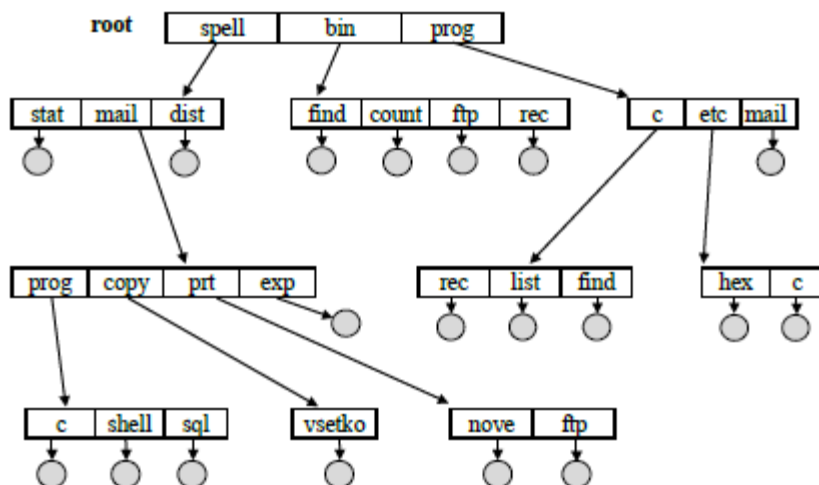 root spell bin prog
stat mail dist find count ftp rec c etc mail
prog copy prt exp rec list find hex c
c shell sql vsetko nove ftp